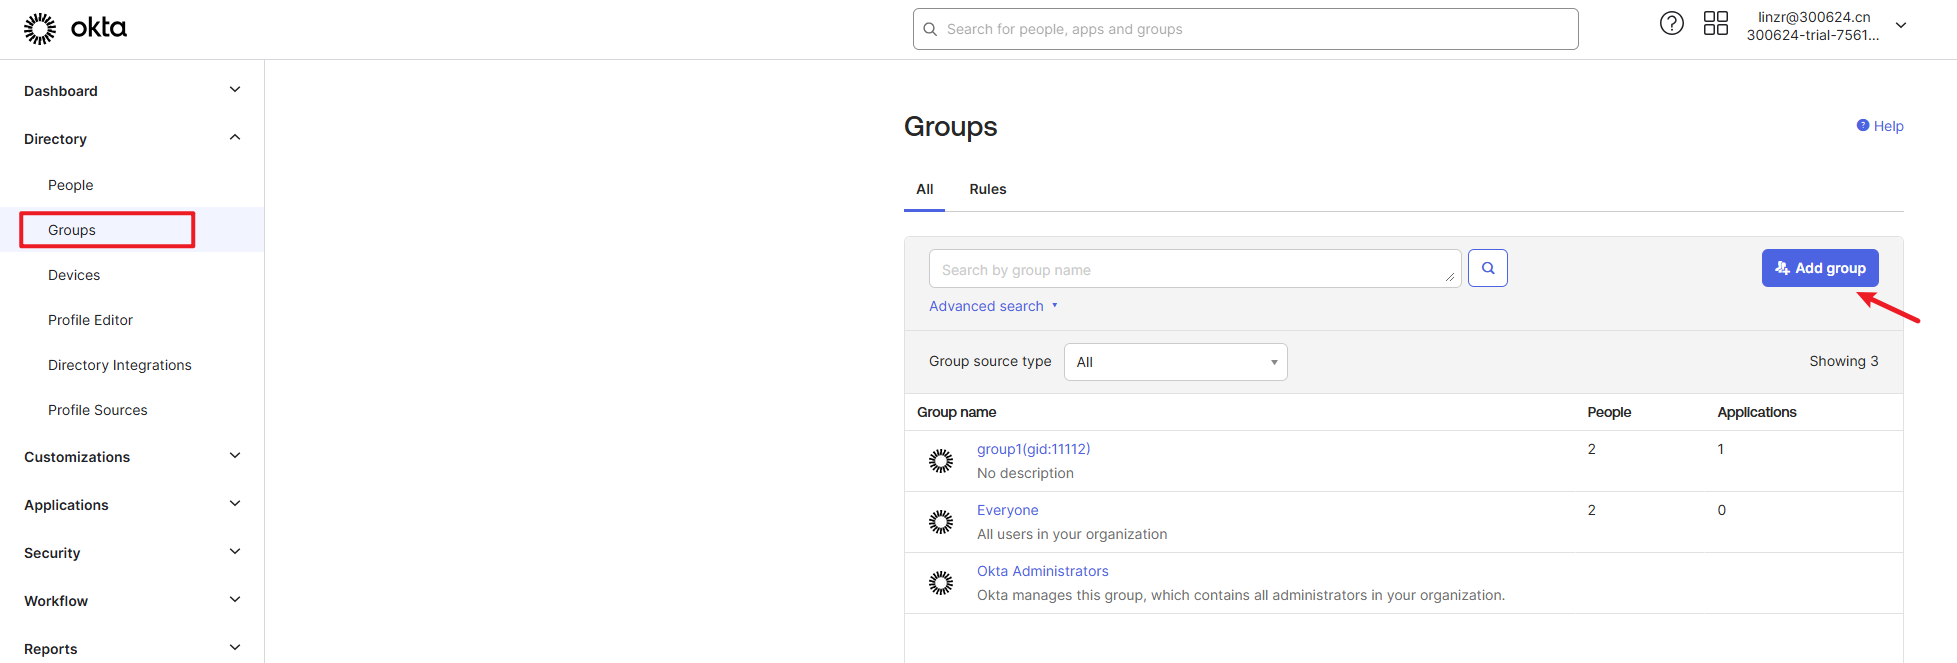 okta
Search for people, apps and groups
linzr@300624.cn
300624-trial-7561...
Dashboard
Directory
People
Groups
Devices
Profile Editor
Directory Integrations
Profile Sources
Customizations
Applications
Security
Workflow
Reports
Groups
Help
All Rules
Search by group name
Add group
Advanced search
Group source type All Showing 3
Group name People Applications
group1(gid:11112) 2 1
No description
Everyone 2 0
All users in your organization
Okta Administrators
Okta manages this group, which contains all administrators in your organization.